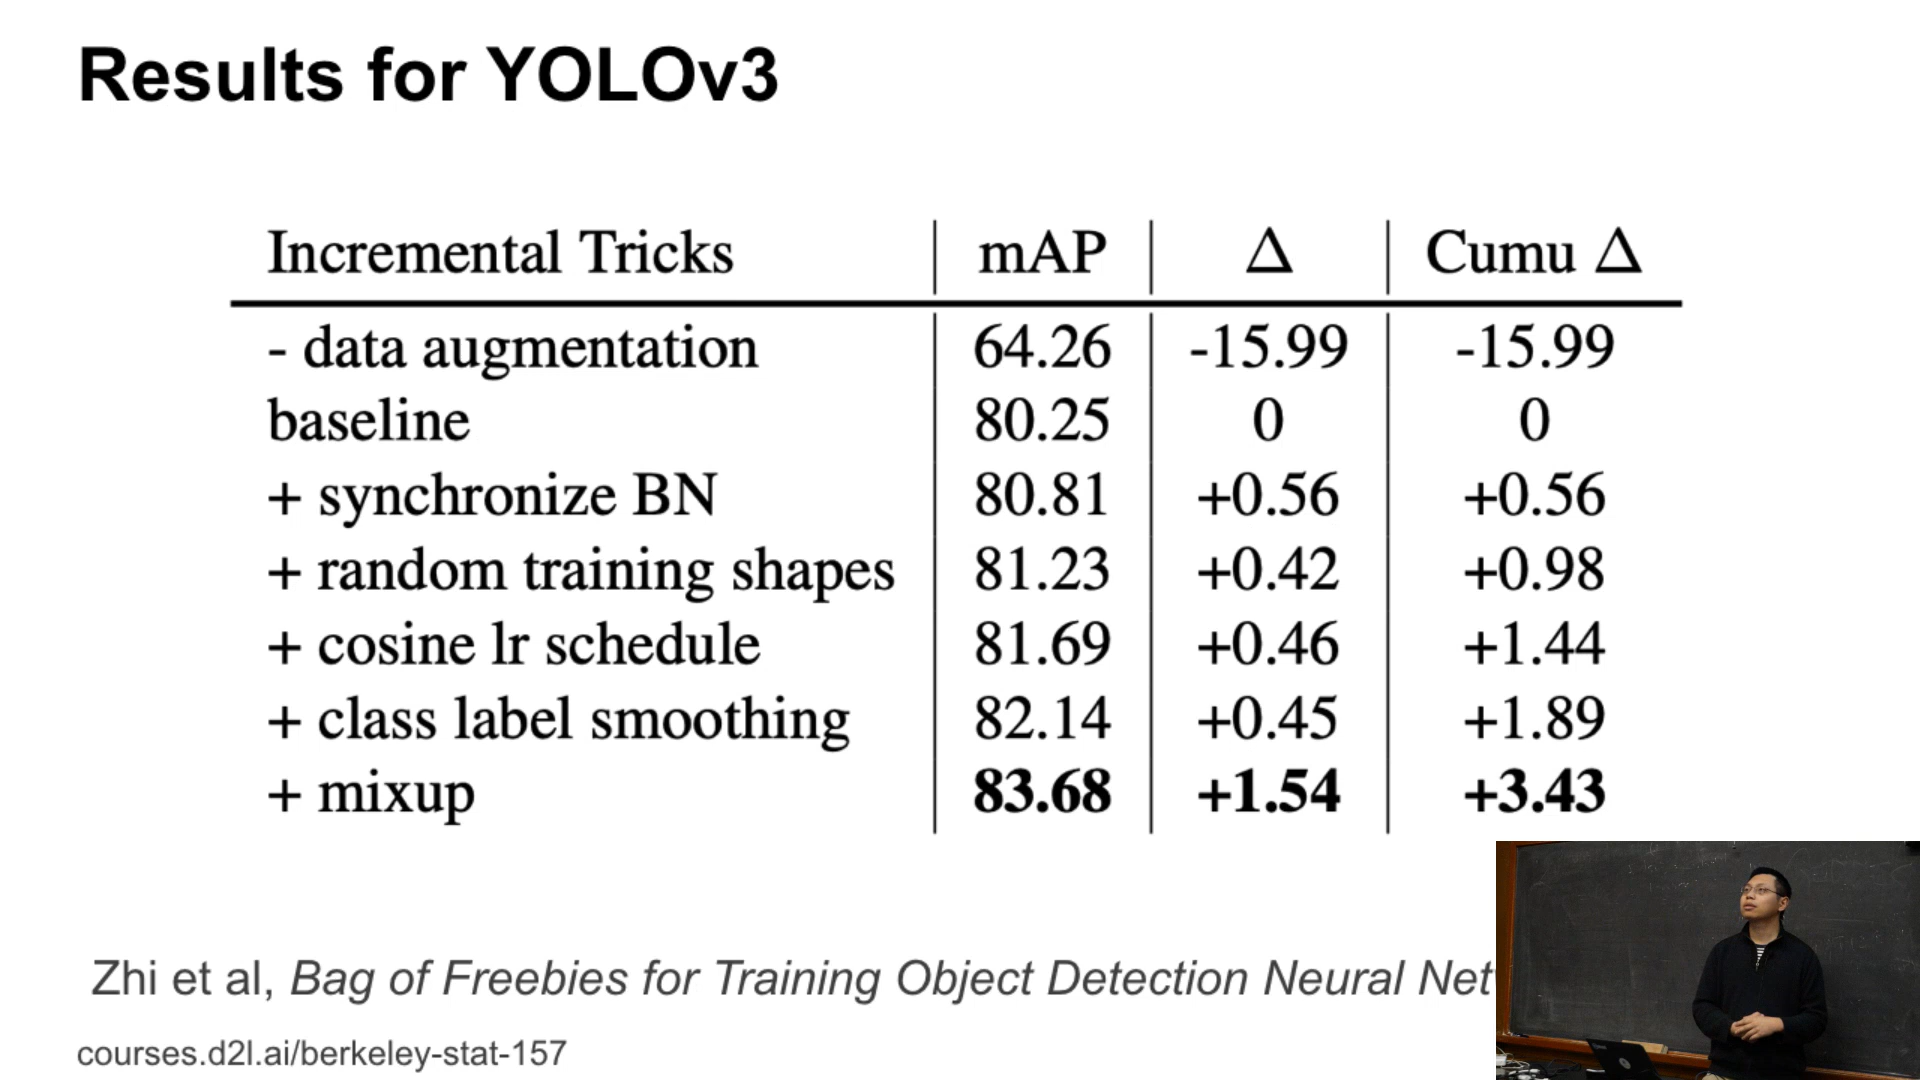 Results for YOLOv3
Incremental Tricks mAP Δ Cumu Δ
- data augmentation 64.26 -15.99 -15.99
baseline 80.25 0 0
+ synchronize BN 80.81 +0.56 +0.56
+ random training shapes 81.23 +0.42 +0.98
+ cosine lr schedule 81.69 +0.46 +1.44
+ class label smoothing 82.14 +0.45 +1.89
+ mixup 83.68 +1.54 +3.43
Zhi et al, Bag of Freebies for Training Object Detection Neural Net
courses.d2l.ai/berkeley-stat-157